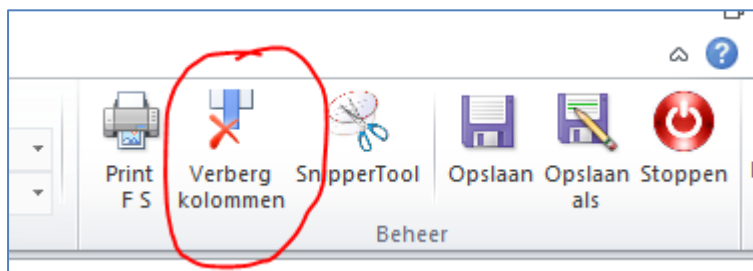 Print
F S
Verberg
kolommen
SnipperTool
Opslaan
Opslaan
als
Stoppen
Beheer